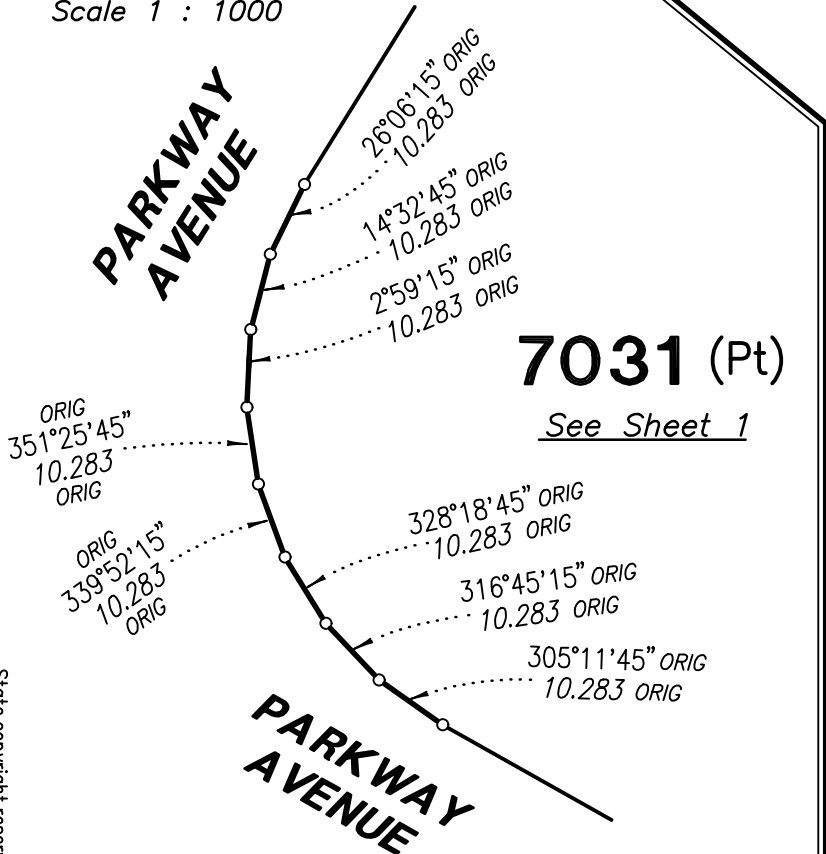 Scale 1 : 1000
PARKWAY
AVENUE
26°06'15" ORIG
10.283 ORIG
14°32'45" ORIG
10.283 ORIG
2°59'15" ORIG
10.283 ORIG
7031 (Pt)
See Sheet 1
ORIG
351°25'45"
10.283
ORIG
ORIG
339°52'15"
10.283
ORIG
328°18'45" ORIG
10.283 ORIG
316°45'15" ORIG
10.283 ORIG
305°11'45" ORIG
10.283 ORIG
PARKWAY
AVENUE